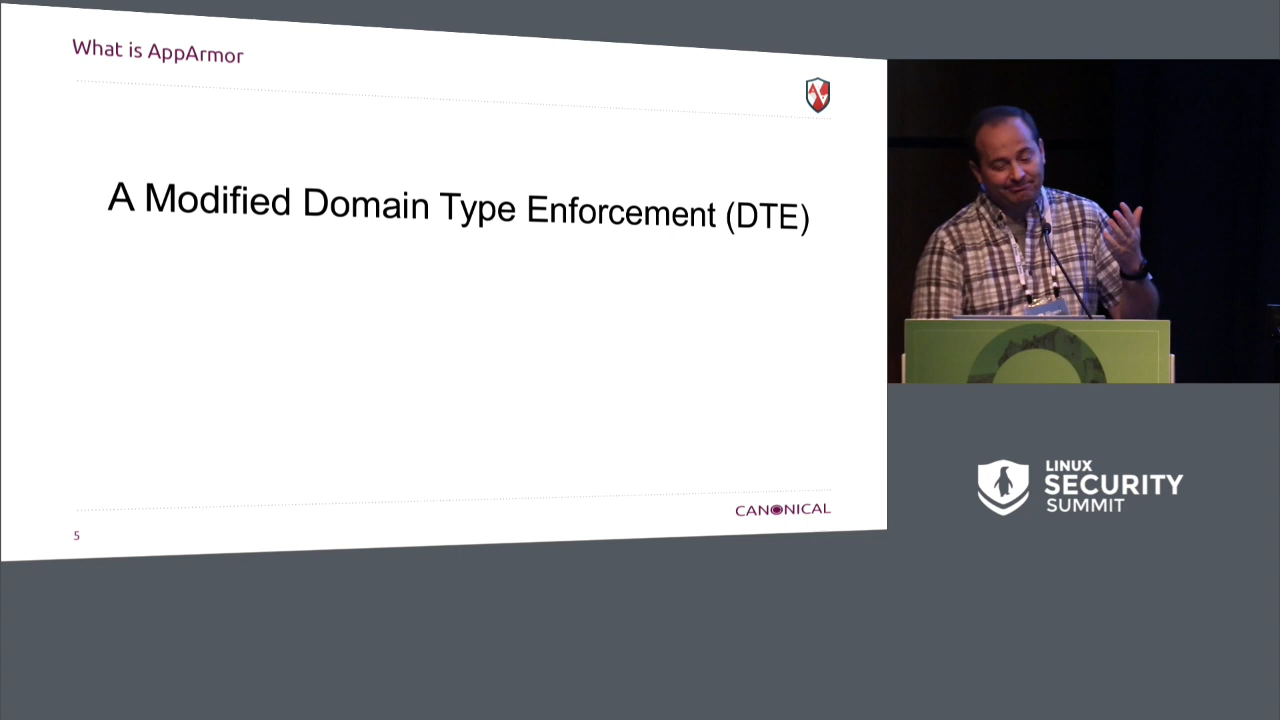 What is AppArmor
A Modified Domain Type Enforcement (DTE)
CANONICAL
5
LINUX
SECURITY
SUMMIT